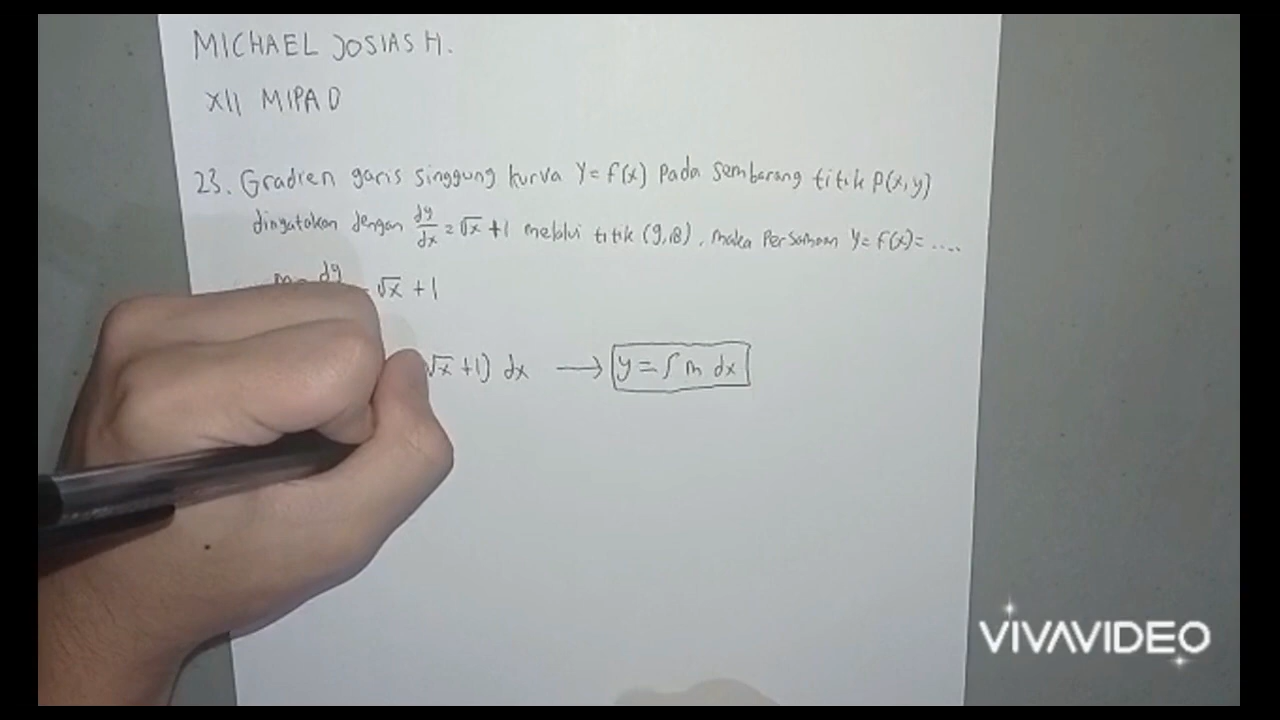 MICHAEL JOSIAS H.
XII MIPA D
23. Gradien garis singgung kurva y = f(x) pada sembarang titik P(x,y)
dinyatakan dengan dy/dx = √x + 1 melalui titik (9,18), maka persamaan y = f(x) = ....
dy √x + 1
√x + 1) dx → y = ∫ m dx
VIVAVIDEO